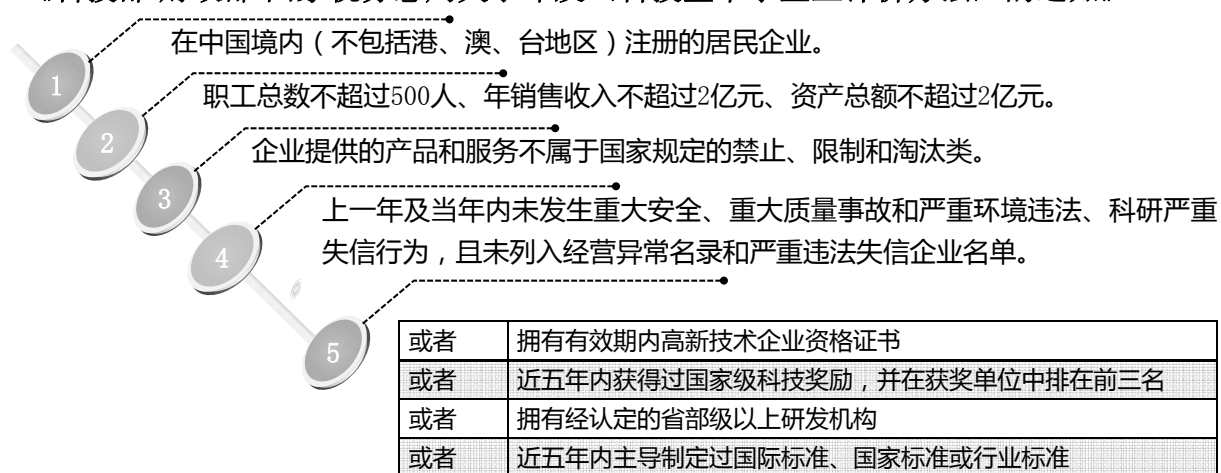 在中国境内（不包括港、澳、台地区）注册的居民企业。
1
职工总数不超过500人、年销售收入不超过2亿元、资产总额不超过2亿元。
2
企业提供的产品和服务不属于国家规定的禁止、限制和淘汰类。
3
上一年及当年内未发生重大安全、重大质量事故和严重环境违法、科研严重
失信行为，且未列入经营异常名录和严重违法失信企业名单。
4
5
或者 拥有有效期内高新技术企业资格证书
或者 近五年内获得过国家级科技奖励，并在获奖单位中排在前三名
或者 拥有经认定的省部级以上研发机构
或者 近五年内主导制定过国际标准、国家标准或行业标准